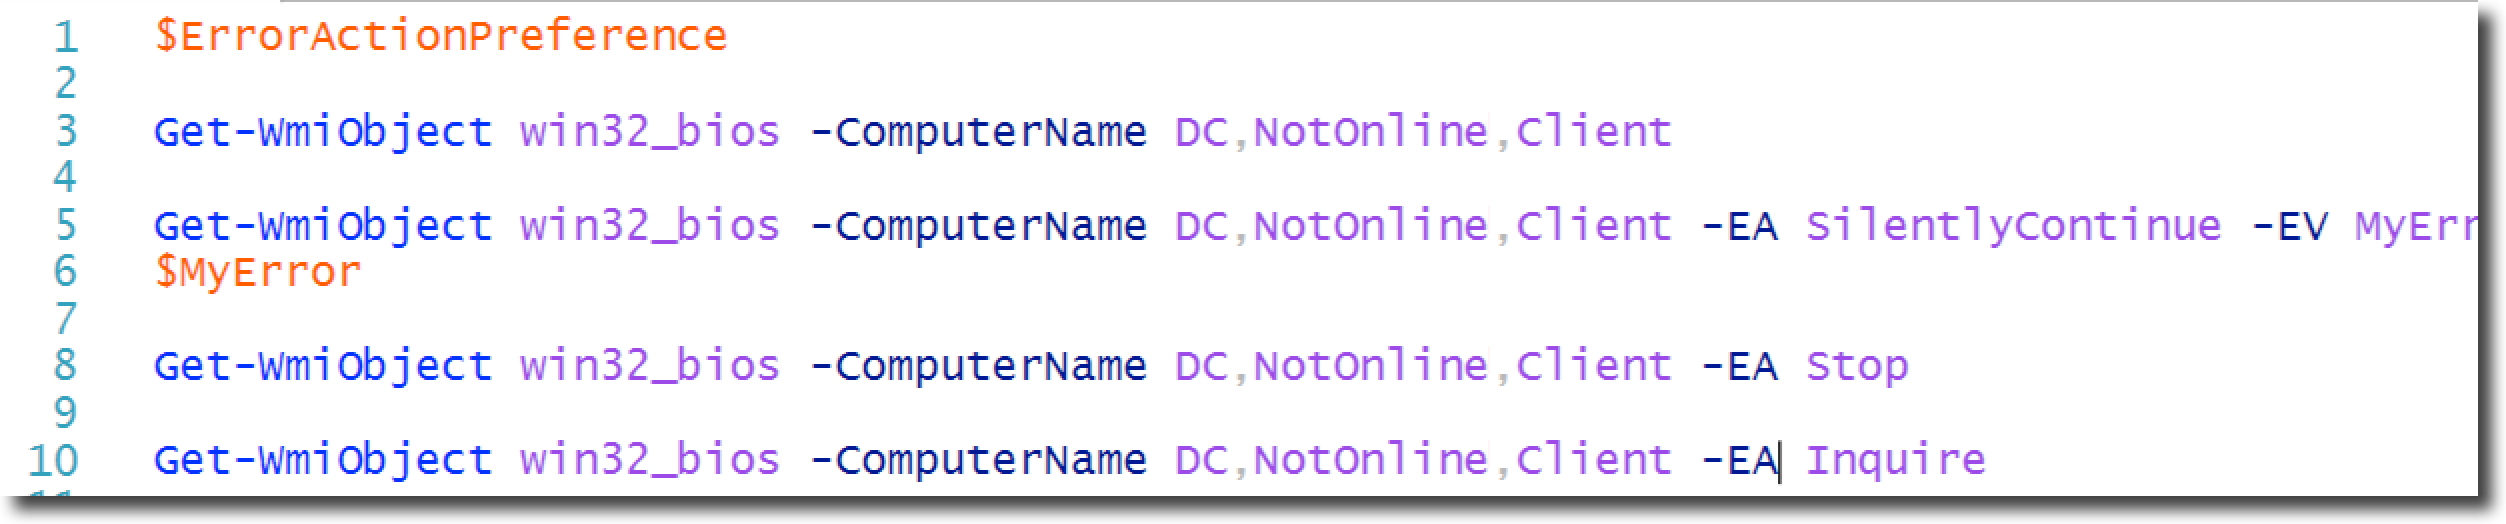 1 $ErrorActionPreference
2
3 Get-WmiObject win32_bios -ComputerName DC,NotOnline,Client
4
5 Get-WmiObject win32_bios -ComputerName DC,NotOnline,Client -EA SilentlyContinue -EV MyErr
6 $MyError
7
8 Get-WmiObject win32_bios -ComputerName DC,NotOnline,Client -EA Stop
9
10 Get-WmiObject win32_bios -ComputerName DC,NotOnline,Client -EA Inquire